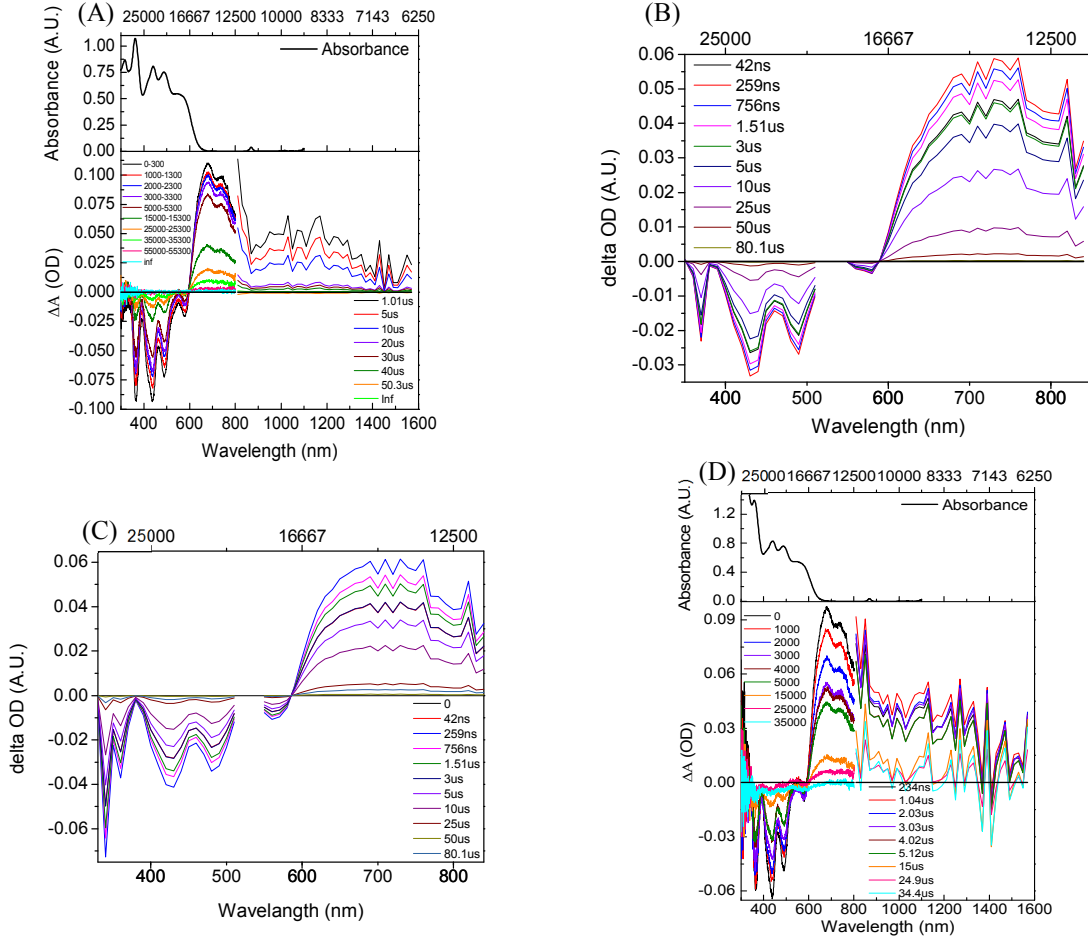 (A)
25000 16667 12500 10000 8333 7143 6250
Absorbance (A.U.)
1.00
0.75
0.50
0.25
0.00
Absorbance
ΔA (OD)
0.100
0.075
0.050
0.025
0.000
-0.025
-0.050
-0.075
-0.100
0-300
1000-1300
2000-2300
3000-3300
5000-5300
15000-15300
25000-25300
35000-35300
55000-55300
inf
1.01us
5us
10us
20us
30us
40us
50.3us
Inf
400 600 800 1000 1200 1400 1600
Wavelength (nm)
(B)
25000 16667 12500
delta OD (A.U.)
0.06
0.05
0.04
0.03
0.02
0.01
0.00
-0.01
-0.02
-0.03
42ns
259ns
756ns
1.51us
3us
5us
10us
25us
50us
80.1us
400 500 600 700 800
Wavelength (nm)
(C)
25000 16667 12500
delta OD (A.U.)
0.06
0.04
0.02
0.00
-0.02
-0.04
-0.06
0
42ns
259ns
756ns
1.51us
3us
5us
10us
25us
50us
80.1us
400 500 600 700 800
Wavelangth (nm)
(D)
25000 16667 12500 10000 8333 7143 6250
Absorbance (A.U.)
1.2
0.8
0.4
0.0
Absorbance
ΔA (OD)
0.09
0.06
0.03
0.00
-0.03
-0.06
0
1000
2000
3000
4000
5000
15000
25000
35000
234ns
1.04us
2.03us
3.03us
4.02us
5.12us
15us
24.9us
34.4us
400 600 800 1000 1200 1400 1600
Wavelength (nm)